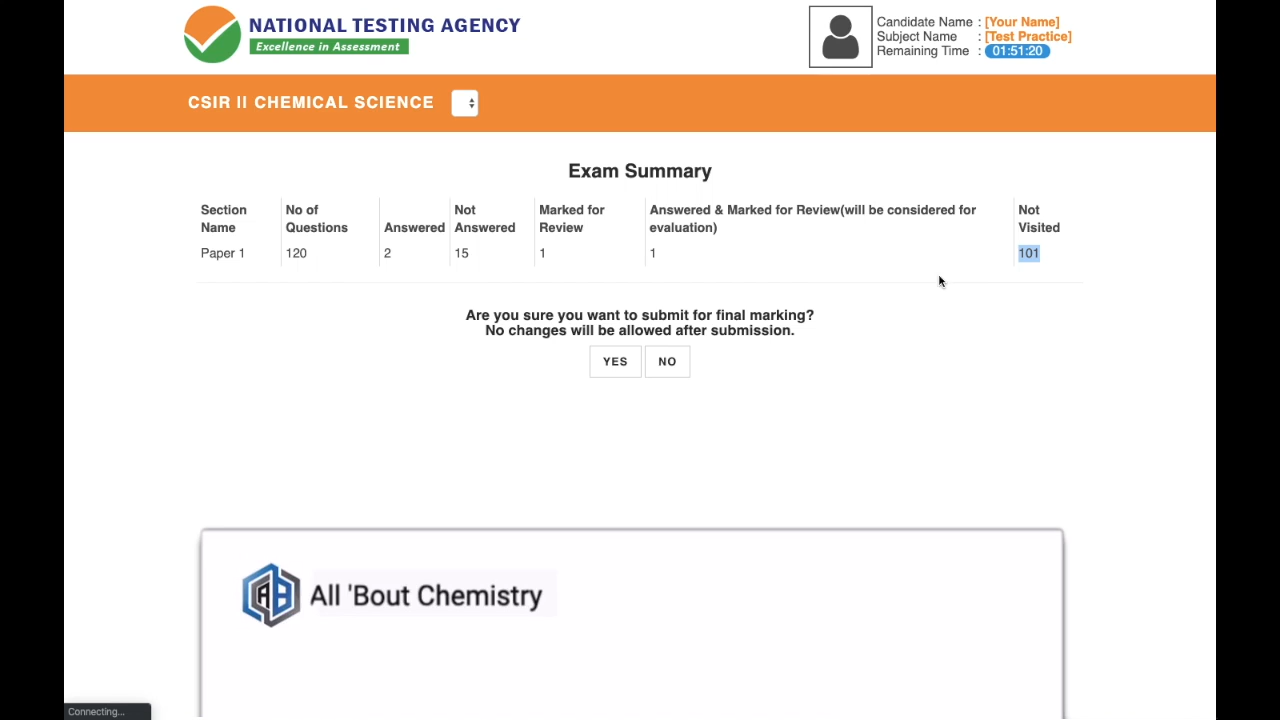 NATIONAL TESTING AGENCY
Excellence in Assessment
Candidate Name : [Your Name]
Subject Name : [Test Practice]
Remaining Time : 01:51:20
CSIR II CHEMICAL SCIENCE
Exam Summary
Section Name
No of Questions
Answered
Not Answered
Marked for Review
Answered & Marked for Review(will be considered for evaluation)
Not Visited
Paper 1 120 2 15 1 1 101
Are you sure you want to submit for final marking?
No changes will be allowed after submission.
YES NO
AB All 'Bout Chemistry
Connecting...